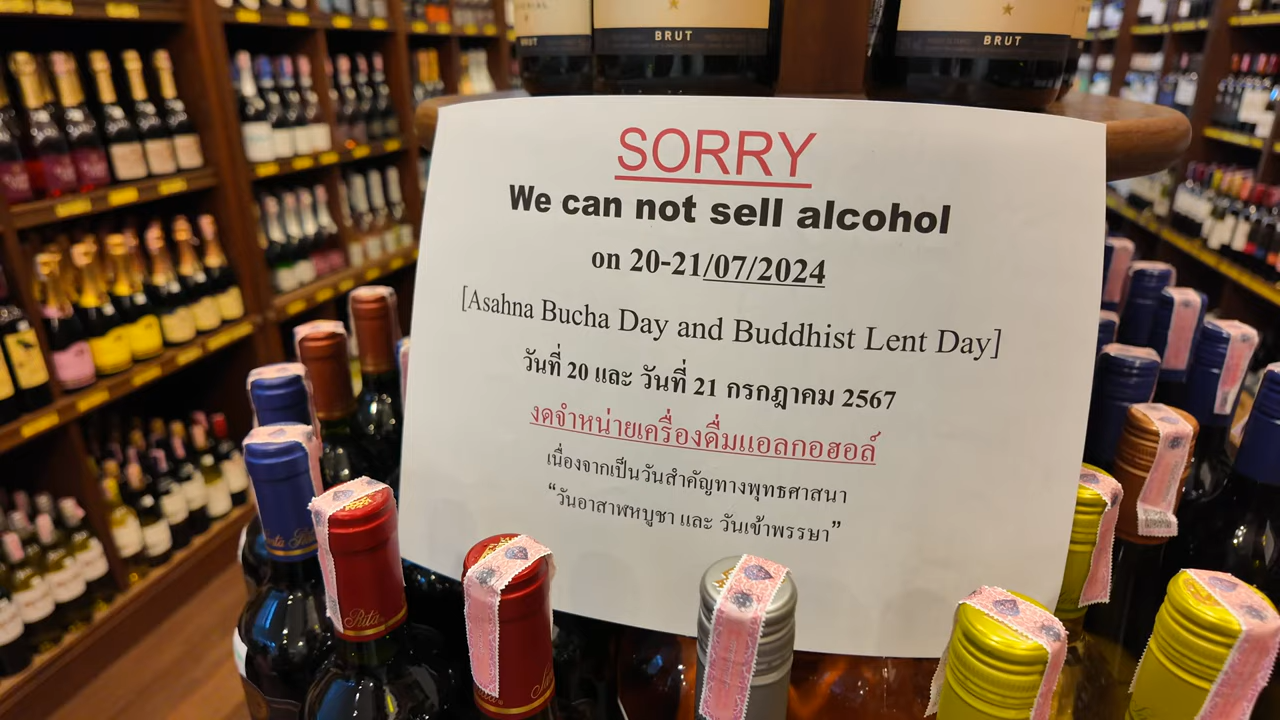 BRUT
BRUT
BRUT
SORRY
We can not sell alcohol
on 20-21/07/2024
[Asahna Bucha Day and Buddhist Lent Day]
วันที่ 20 และ วันที่ 21 กรกฎาคม 2567
งดจำหน่ายเครื่องดื่มแอลกอฮอล์
เนื่องจากเป็นวันสำคัญทางพุทธศาสนา
“วันอาสาฬหบูชา และ วันเข้าพรรษา”